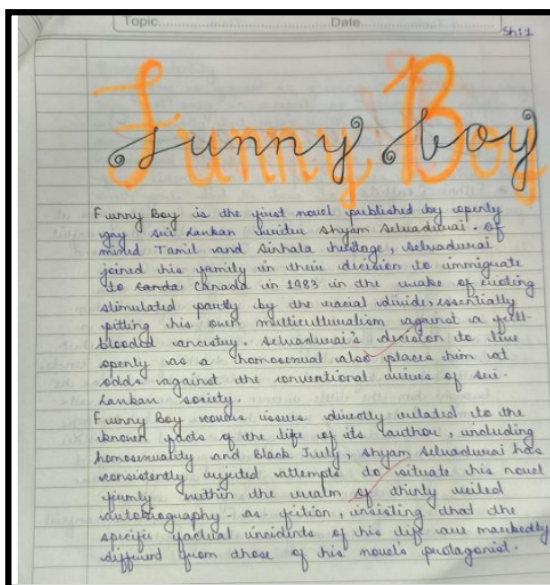 Topic.................... Date....................
Sh:1
Funny Boy
Funny Boy is the first novel published by openly
gay sri Lankan writer Shyam Selvadurai. Of
mixed Tamil and Sinhala heritage, Selvadurai
joined his family in their decision to immigrate
to Canada in 1983 in the wake of rioting
stimulated partly by the racial divide, essentially
pitting his own multiculturalism against a full-
blooded ancestry. Selvadurai's decision to live
openly as a homosexual also places him at
odds against the conventional of Sri-
Lankan society.
Funny Boy issues directly related to the
known facts of the life of its author, including
homosexuality and Black July, Shyam Selvadurai has
consistently rejected attempts to situate his novel
firmly within the realm of thinly veiled
autobiography - as fiction, insisting that the
specific factual incidents of his life are markedly
different from those of his novel's protagonist.